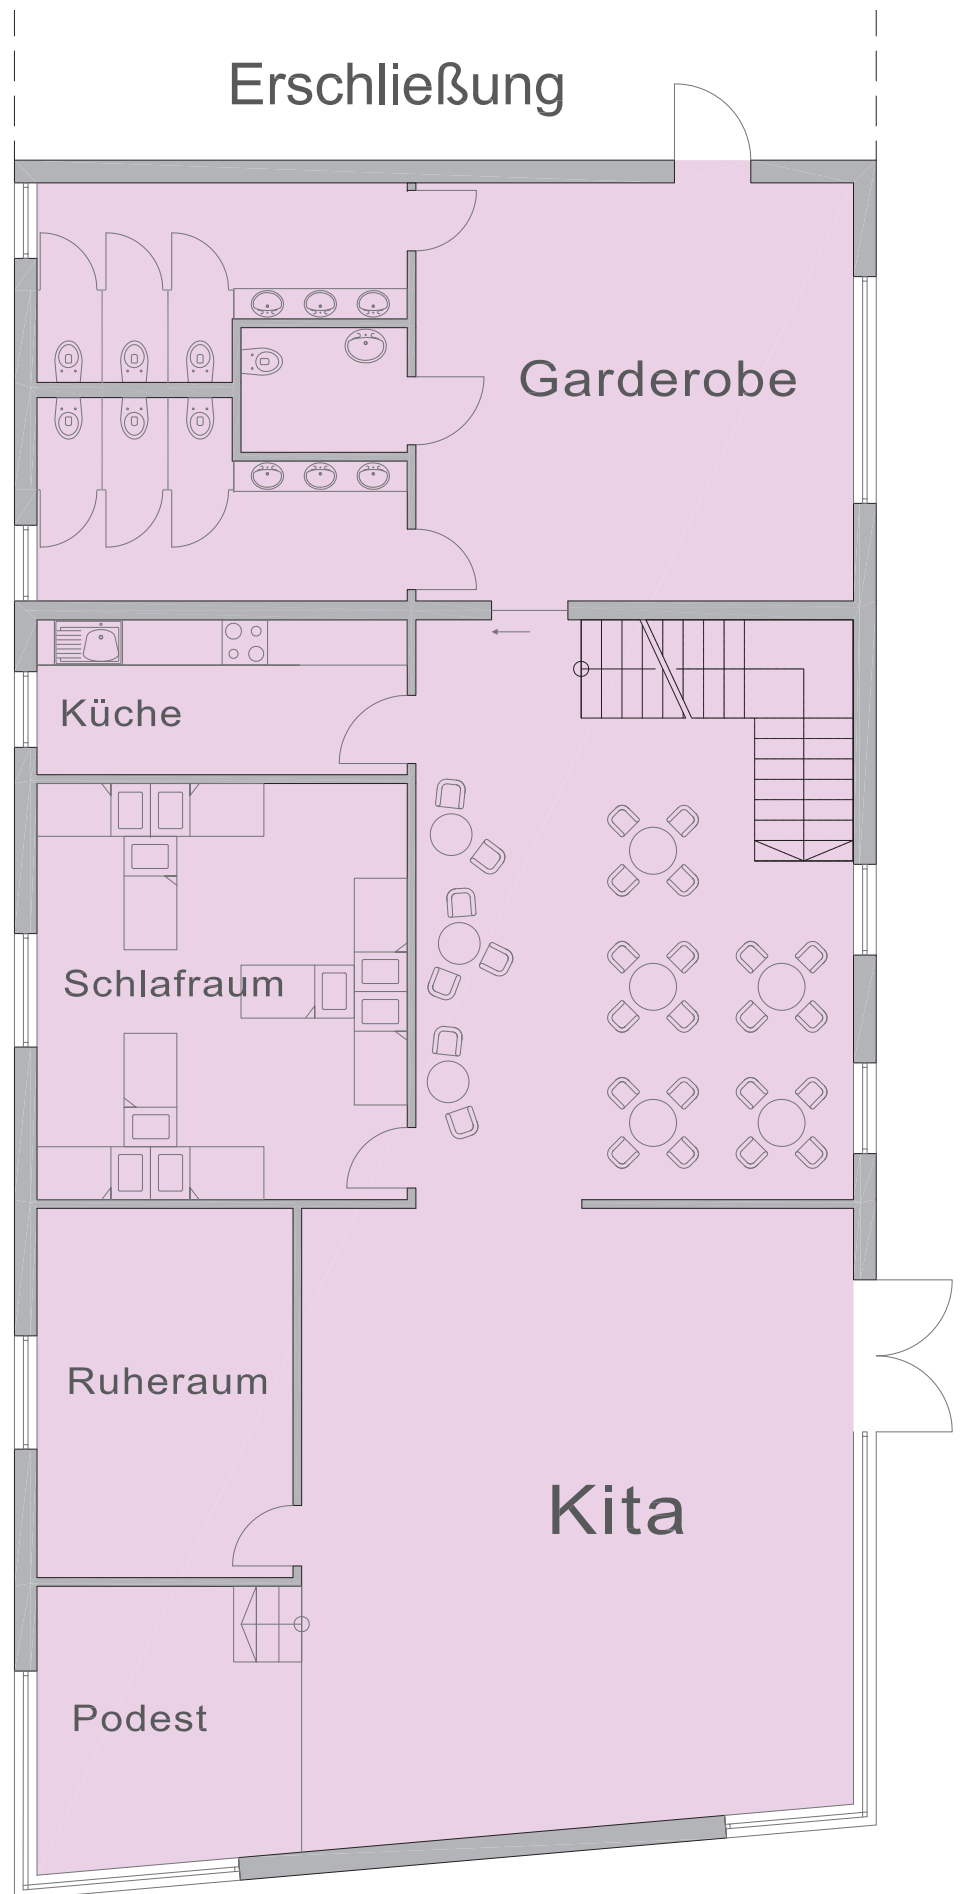 Erschließung
Garderobe
Küche
Schlafraum
Ruheraum
Kita
Podest